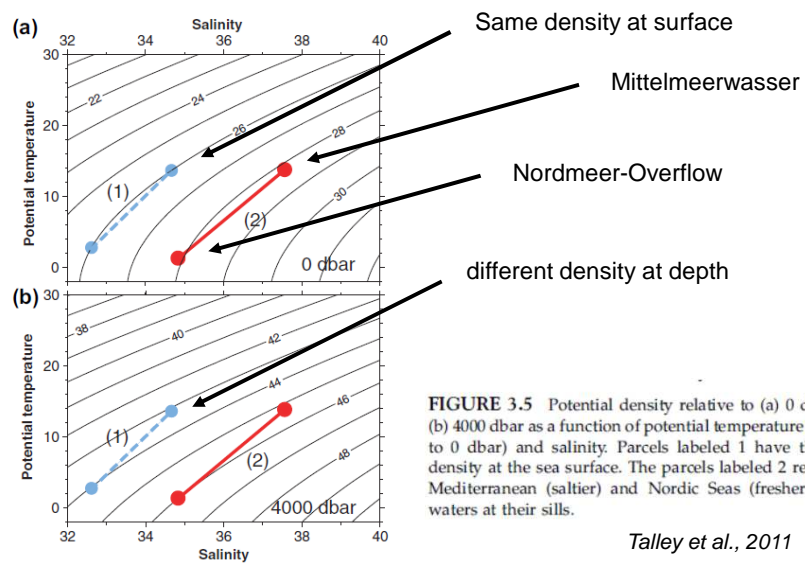 (a)
Salinity
32 34 36 38 40
30
20
10
0
Potential temperature
22
24
26
28
30
(1)
(2)
0 dbar
Same density at surface
Mittelmeerwasser
Nordmeer-Overflow
different density at depth
(b)
30
20
10
0
Potential temperature
38
40
42
44
46
48
(1)
(2)
4000 dbar
32 34 36 38 40
Salinity
FIGURE 3.5 Potential density relative to (a) 0
(b) 4000 dbar as a function of potential temperature
to 0 dbar) and salinity. Parcels labeled 1 have
density at the sea surface. The parcels labeled 2
Mediterranean (saltier) and Nordic Seas (fresher
waters at their sills.
Talley et al., 2011